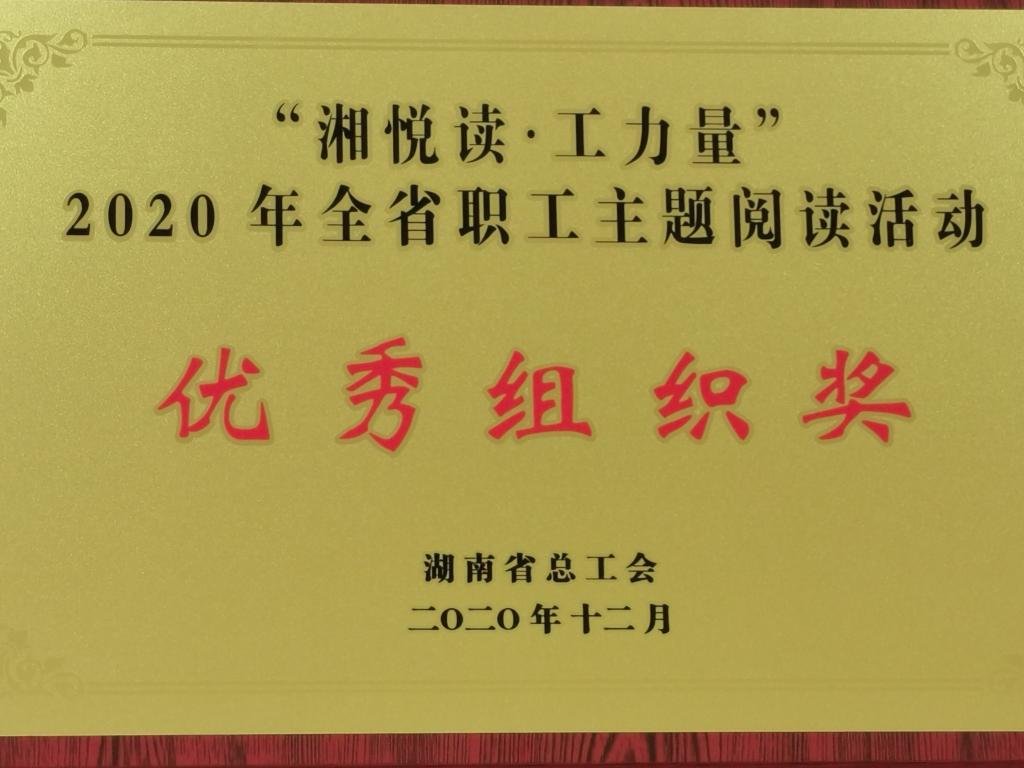 “湘悦读·工力量”
2020年全省职工主题阅读活动
优秀组织奖
湖南省总工会
二〇二〇年十二月